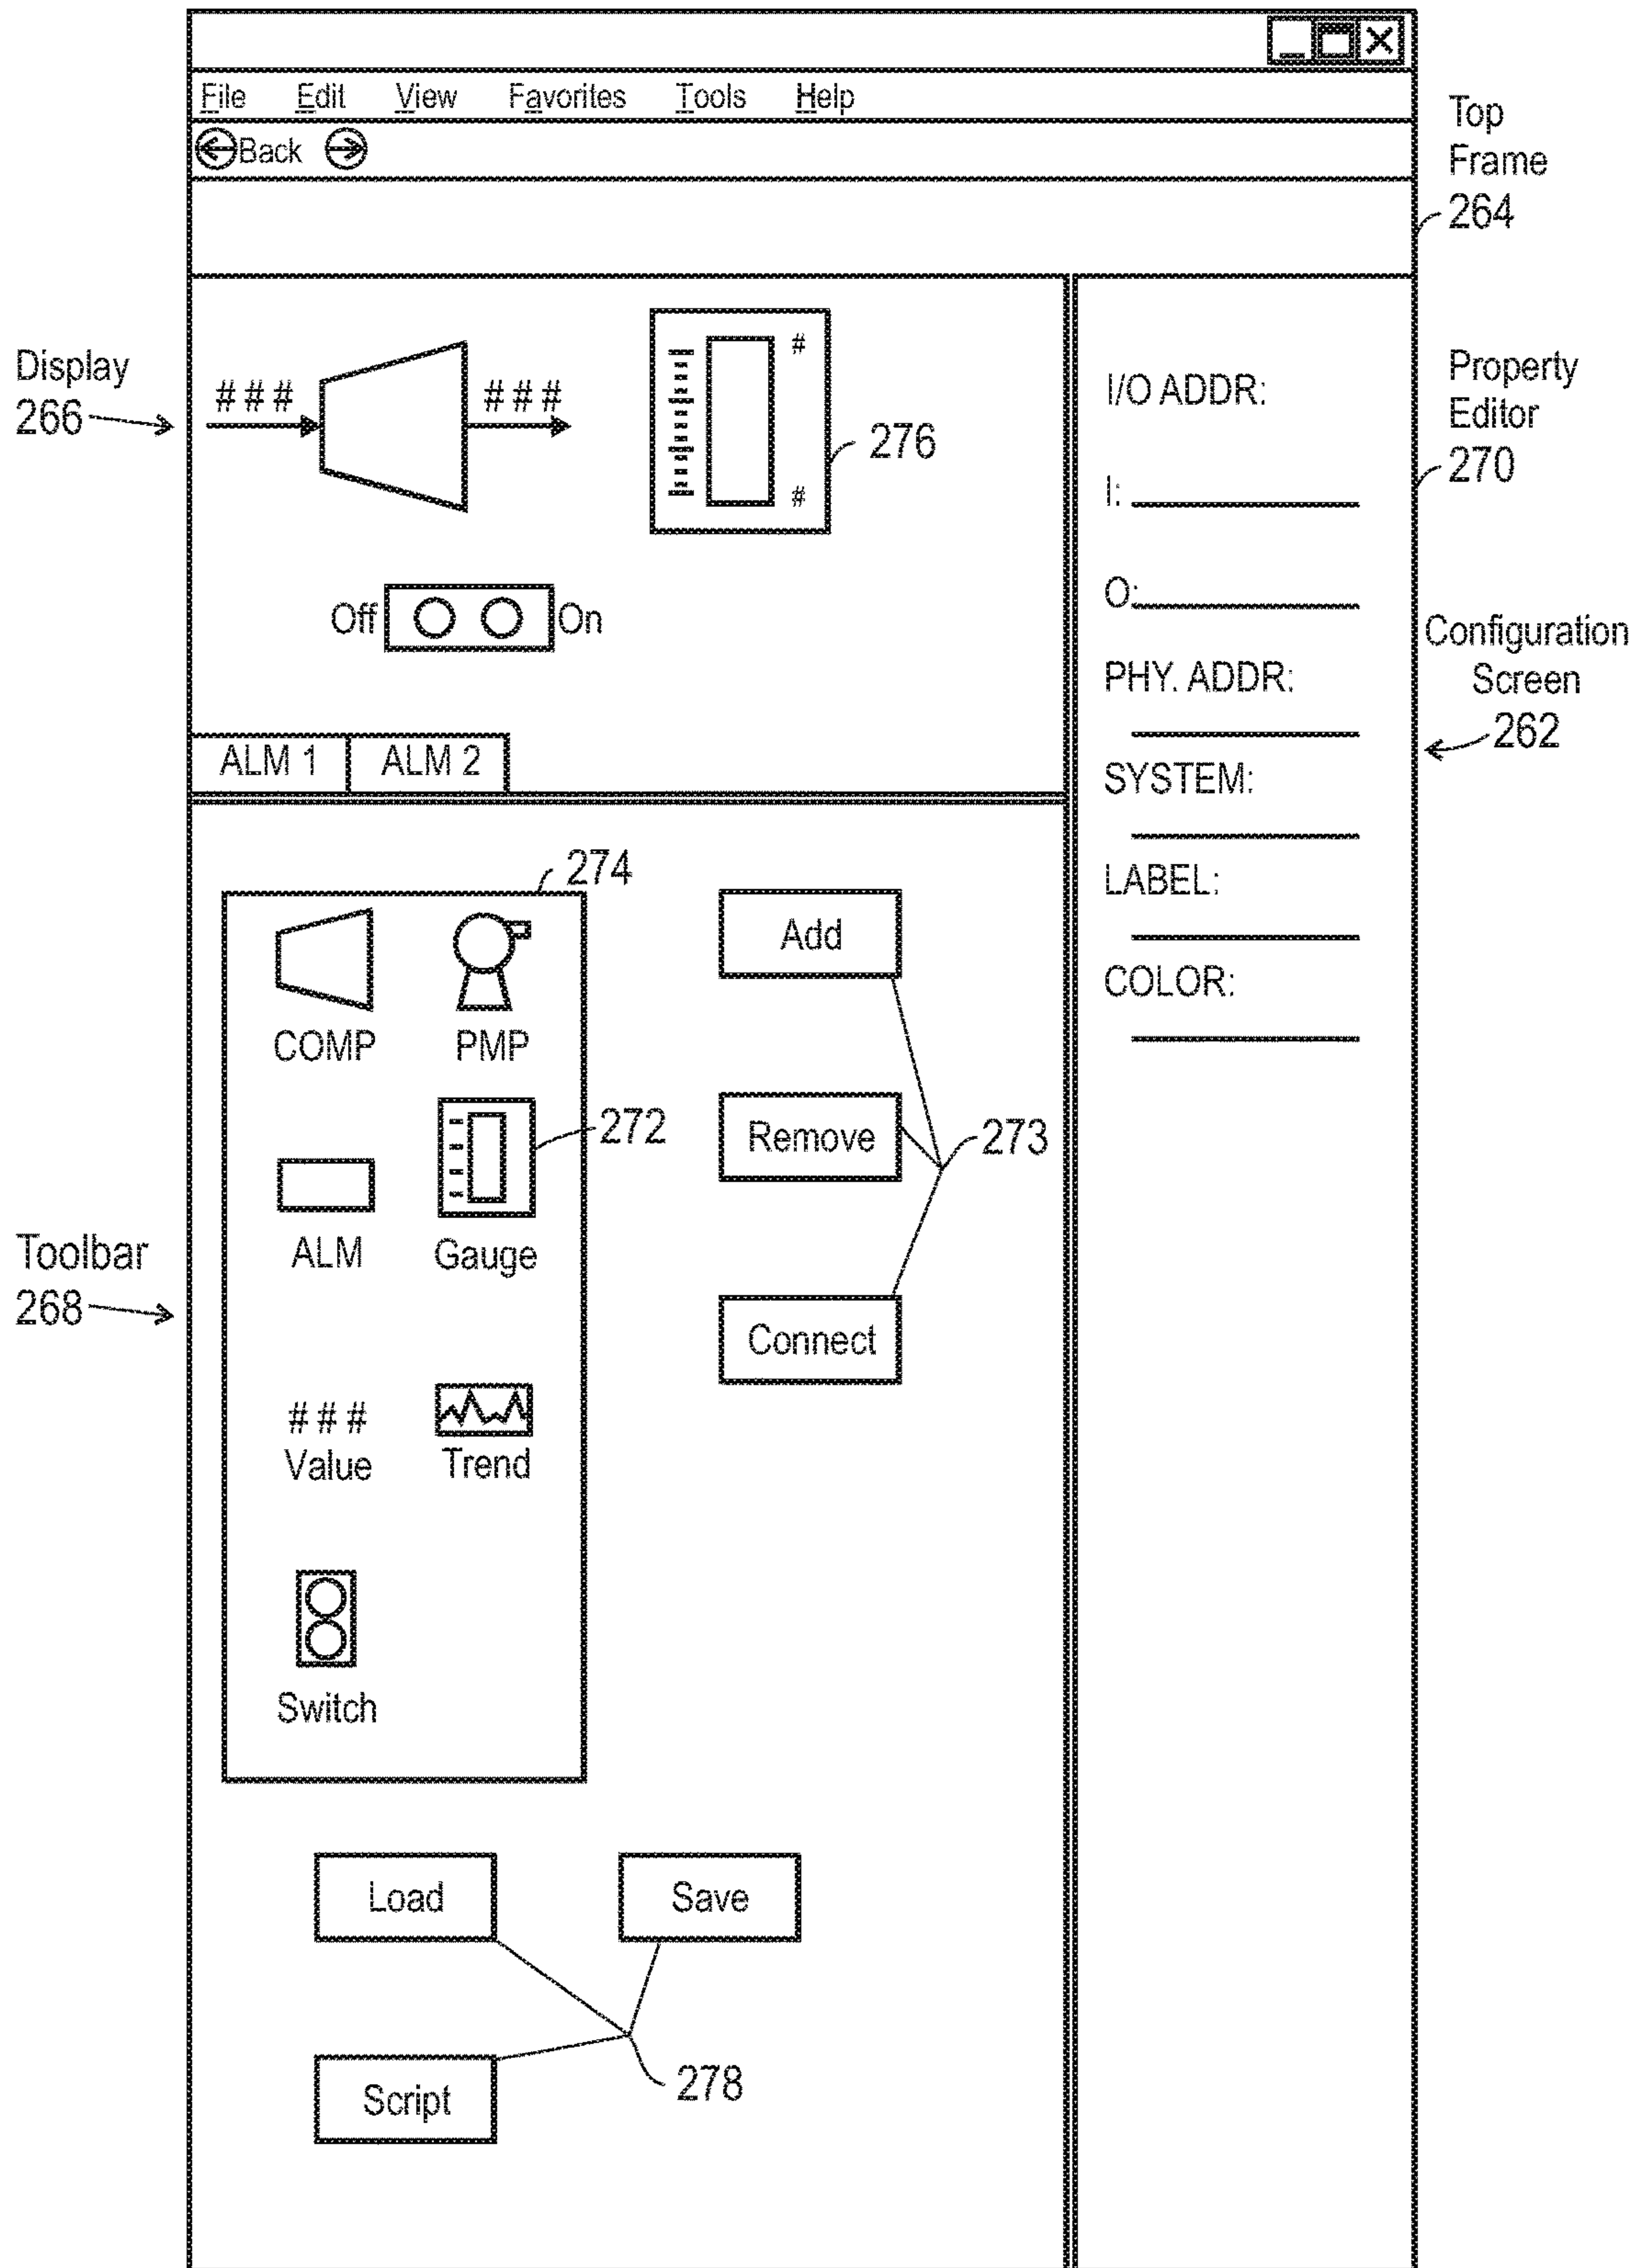 File Edit View Favorites Tools Help
Back
Top
Frame
264
Display
266
# # #
# # #
#
#
276
Off
On
ALM 1
ALM 2
I/O ADDR:
I:
O:
PHY. ADDR:
SYSTEM:
LABEL:
COLOR:
Property
Editor
270
Configuration
Screen
262
Toolbar
268
274
COMP
PMP
272
ALM
Gauge
# # #
Value
Trend
Switch
Add
Remove
273
Connect
Load
Save
Script
278